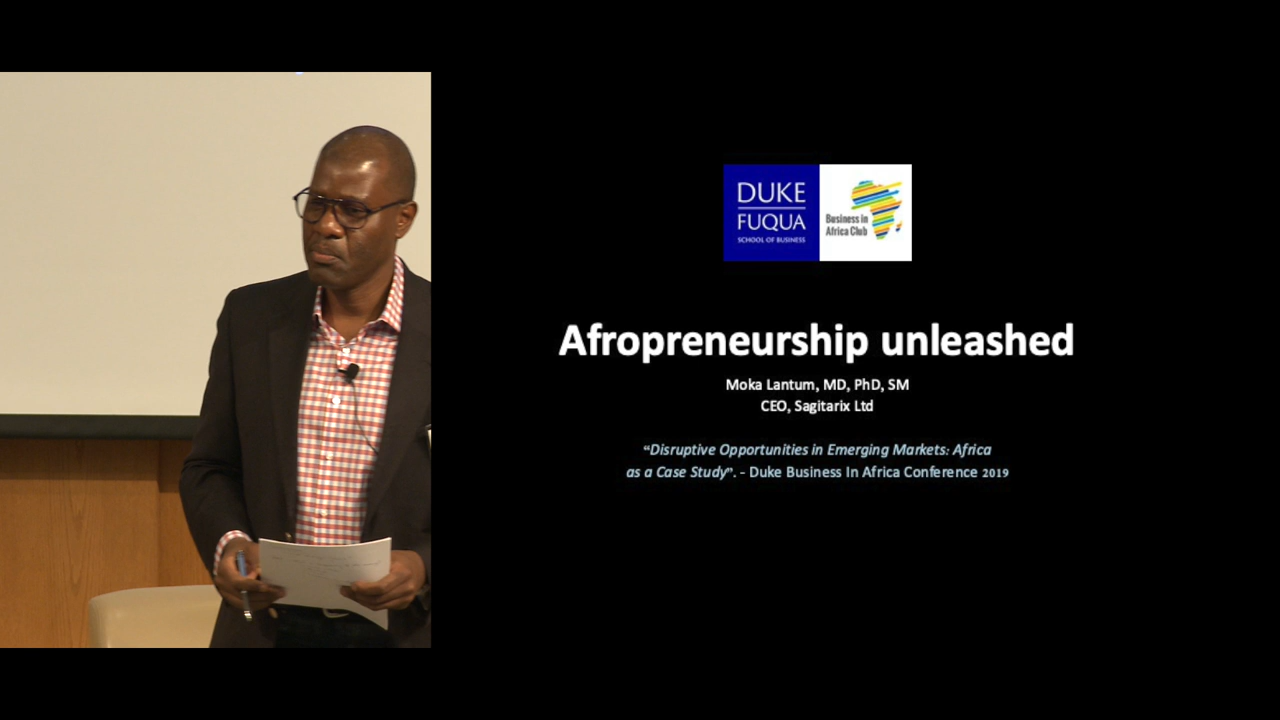 DUKE
FUQUA
SCHOOL OF BUSINESS
Business in
Africa Club
Afropreneurship unleashed
Moka Lantum, MD, PhD, SM
CEO, Sagitarix Ltd
“Disruptive Opportunities in Emerging Markets: Africa
as a Case Study”. - Duke Business In Africa Conference 2019